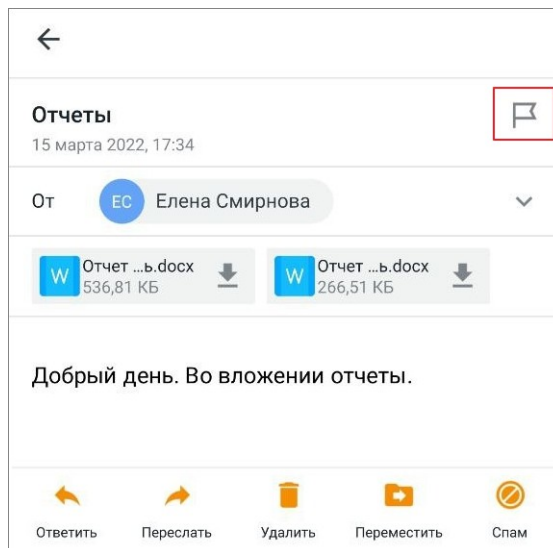 Отчеты
15 марта 2022, 17:34
От ЕС Елена Смирнова
W Отчет ...ь.docx W Отчет ...ь.docx
536,81 КБ 266,51 КБ
Добрый день. Во вложении отчеты.
Ответить Переслать Удалить Переместить Спам